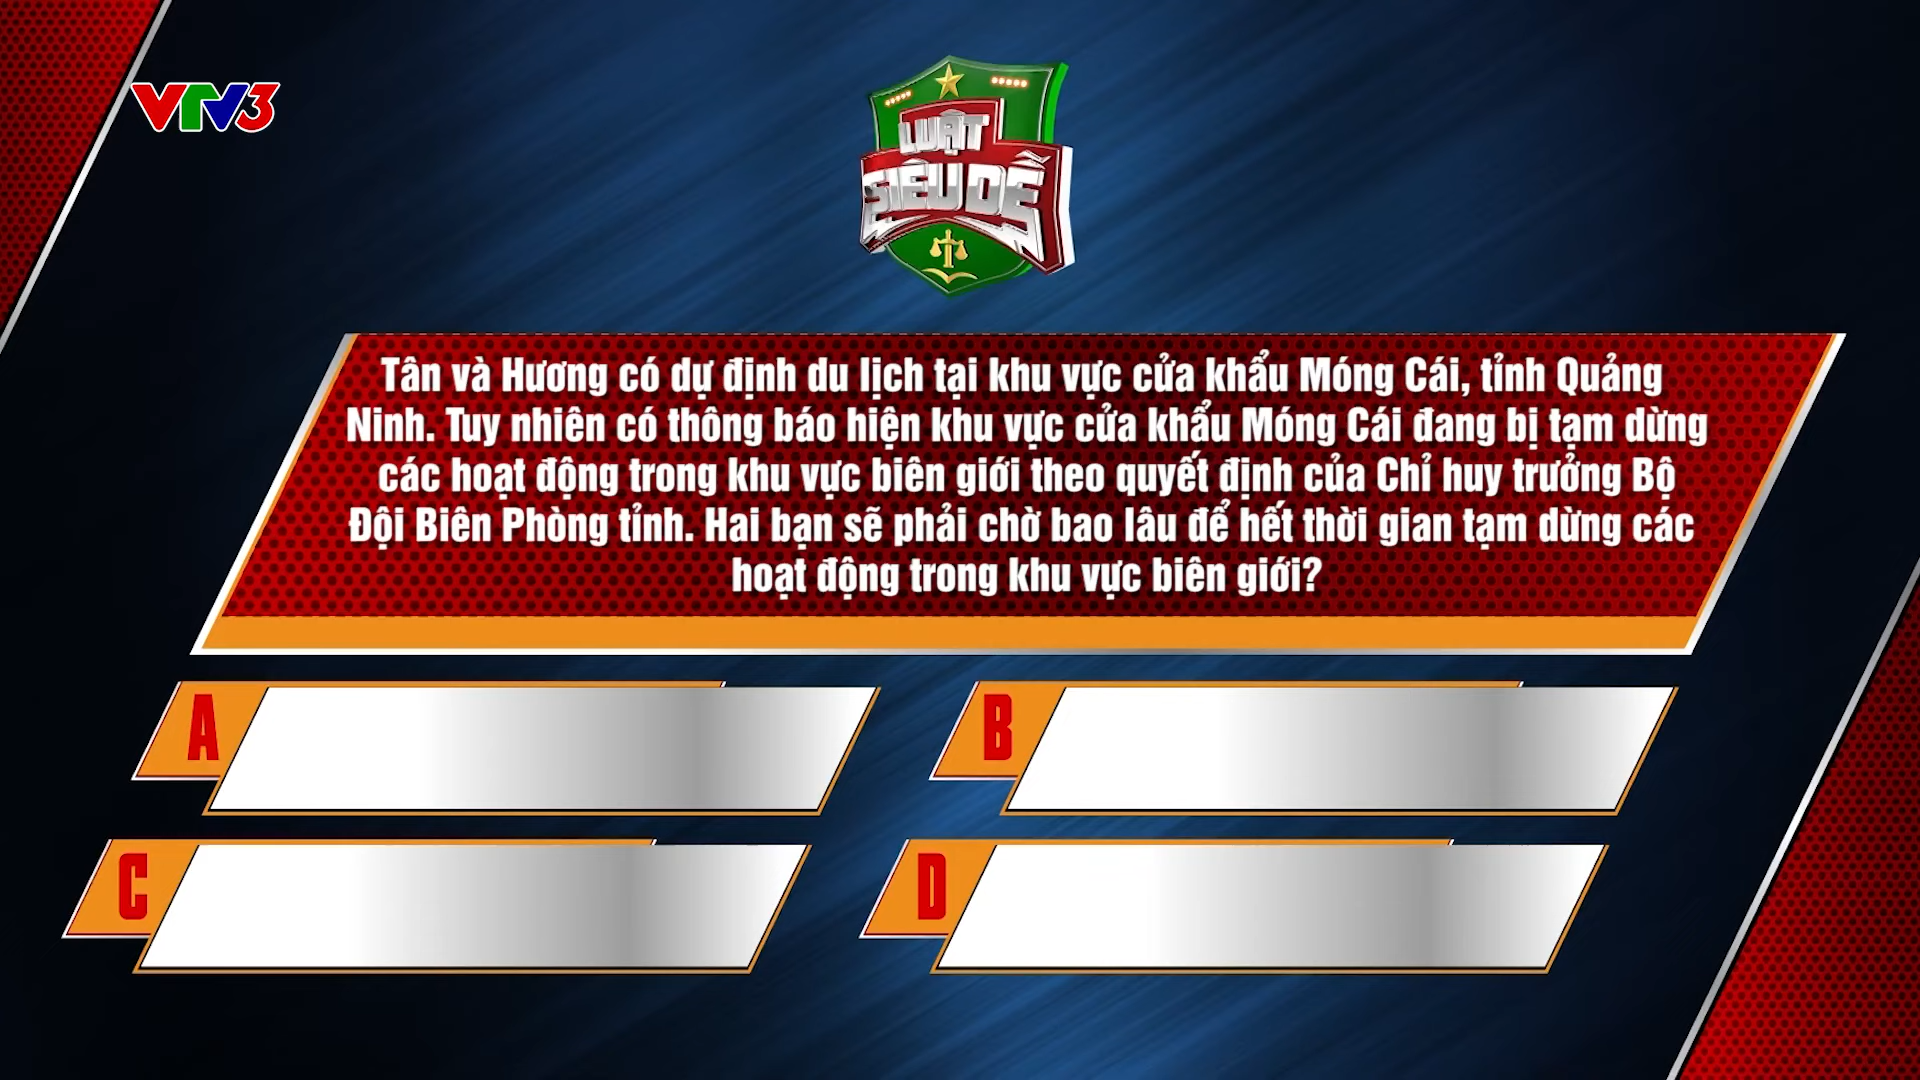 VTV3
LUẬT
SIÊU DỄ
Tân và Hương có dự định du lịch tại khu vực cửa khẩu Móng Cái, tỉnh Quảng
Ninh. Tuy nhiên có thông báo hiện khu vực cửa khẩu Móng Cái đang bị tạm dừng
các hoạt động trong khu vực biên giới theo quyết định của Chỉ huy trưởng Bộ
Đội Biên Phòng tỉnh. Hai bạn sẽ phải chờ bao lâu để hết thời gian tạm dừng các
hoạt động trong khu vực biên giới?
A
B
C
D